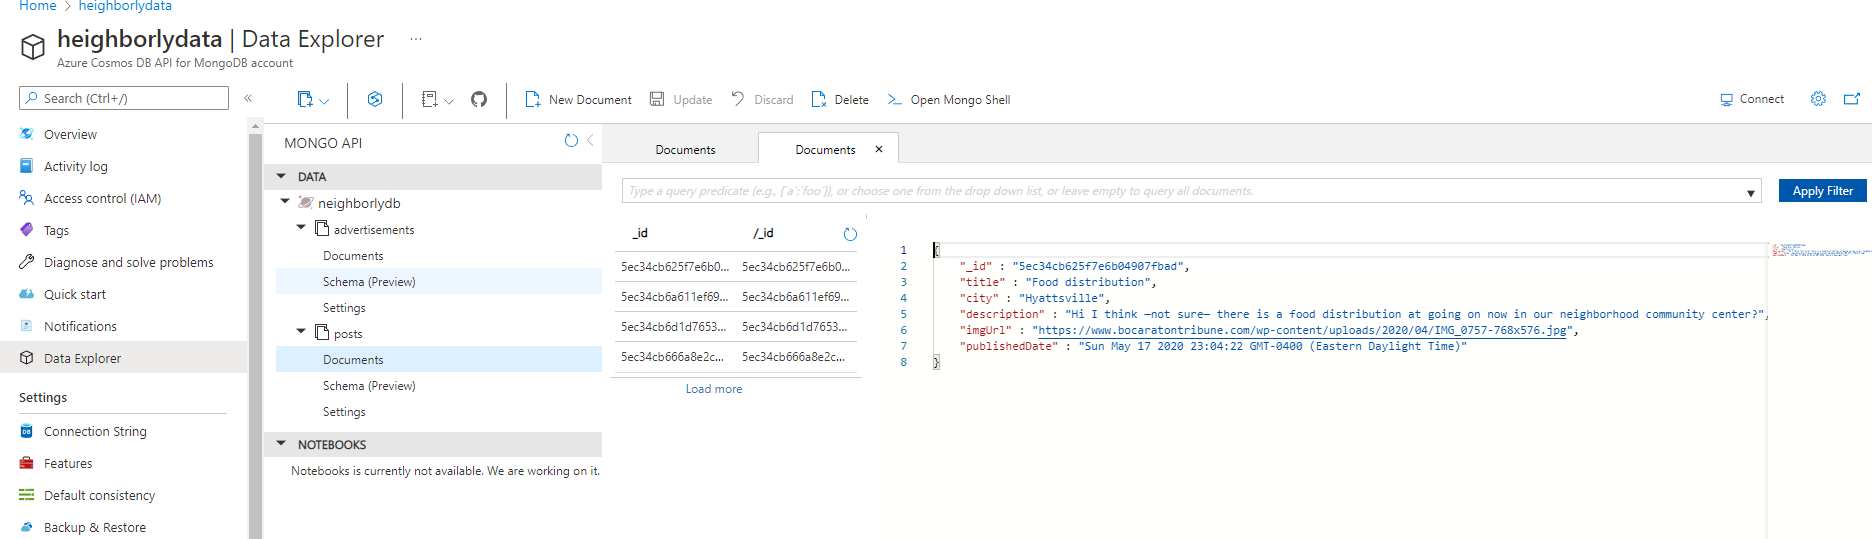 Home > neighborlydata
heighborlydata | Data Explorer ...
Azure Cosmos DB API for MongoDB account
Search (Ctrl+/)
«
New Document
Update
Discard
Delete
Open Mongo Shell
Connect
Overview
Activity log
Access control (IAM)
Tags
Diagnose and solve problems
Quick start
Notifications
Data Explorer
Settings
Connection String
Features
Default consistency
Backup & Restore
MONGO API
DATA
neighborlydb
advertisements
Documents
Schema (Preview)
Settings
posts
Documents
Schema (Preview)
Settings
NOTEBOOKS
Notebooks is currently not available. We are working on it.
Documents
Documents ×
Type a query predicate (e.g., {´a´:´foo´}), or choose one from the drop down list, or leave empty to query all documents.
Apply Filter
_id /_id
5ec34cb625f7e6b0... 5ec34cb625f7e6b0...
5ec34cb6a611ef69... 5ec34cb6a611ef69...
5ec34cb6d1d7653... 5ec34cb6d1d7653...
5ec34cb666a8e2c... 5ec34cb666a8e2c...
Load more
1 {
2 "_id" : "5ec34cb625f7e6b04907fbad",
3 "title" : "Food distribution",
4 "city" : "Hyattsville",
5 "description" : "Hi I think —not sure— there is a food distribution at going on now in our neighborhood community center?",
6 "imgUrl" : "https://www.bocaratontribune.com/wp-content/uploads/2020/04/IMG_0757-768x576.jpg",
7 "publishedDate" : "Sun May 17 2020 23:04:22 GMT-0400 (Eastern Daylight Time)"
8 }